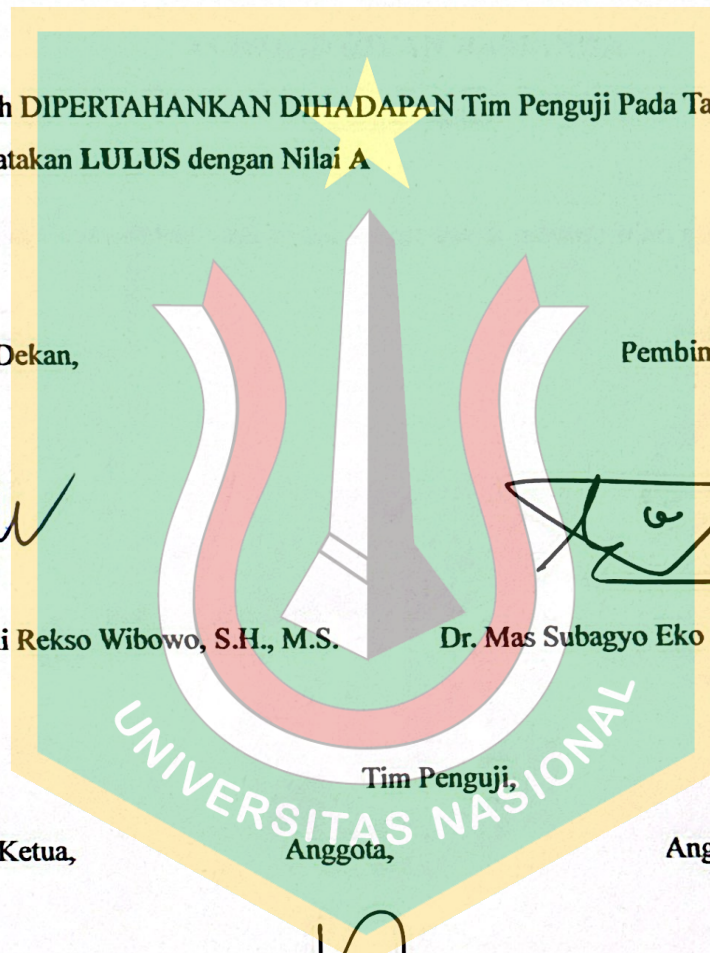 h DIPERTAHANKAN DIHADAPAN Tim Penguji Pada Ta
atakan LULUS dengan Nilai A
Dekan,
Pembim
i Rekso Wibowo, S.H., M.S.
Dr. Mas Subagyo Eko
UNIVERSITAS NASIONAL
Tim Penguji,
Ketua,
Anggota,
Ang